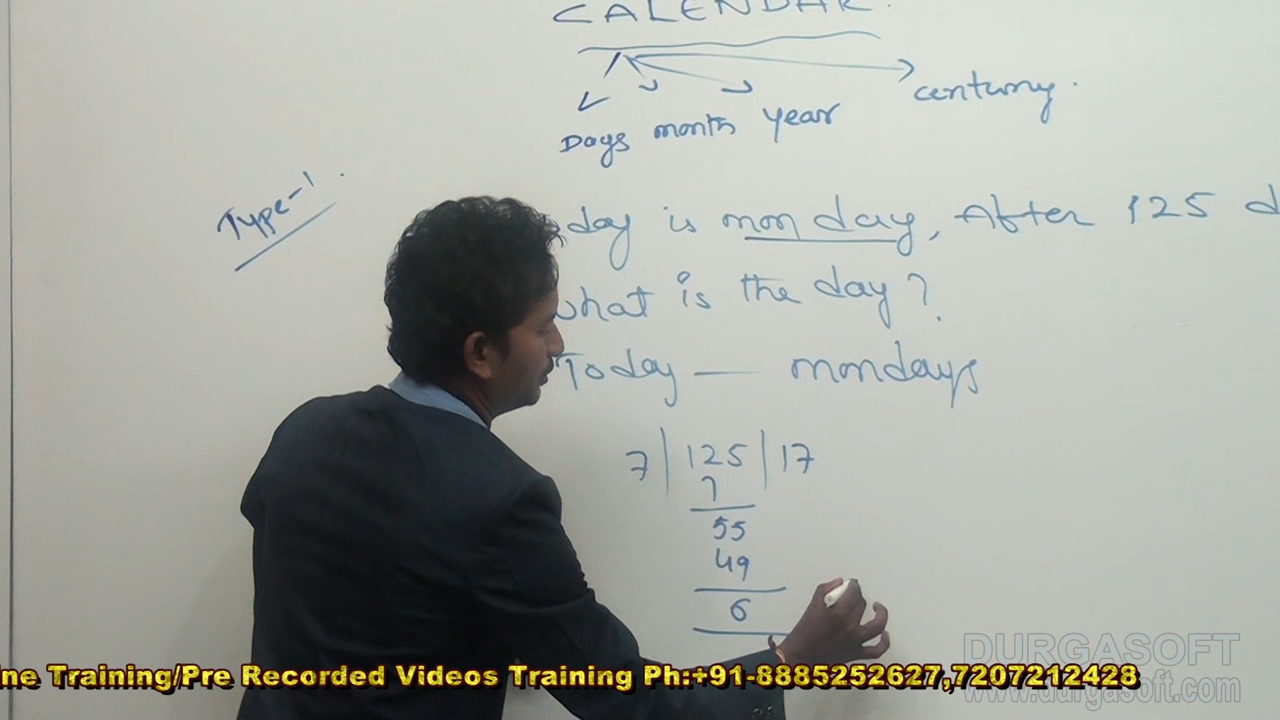 CALENDAR.
Days month year century.
Type-1.
day is monday, After 125 d
what is the day?
Today — mondays
7 | 125 | 17
7
55
49
6
DURGASOFT
www.durgasoft.com
ne Training/Pre Recorded Videos Training Ph:+91-8885252627,7207212428